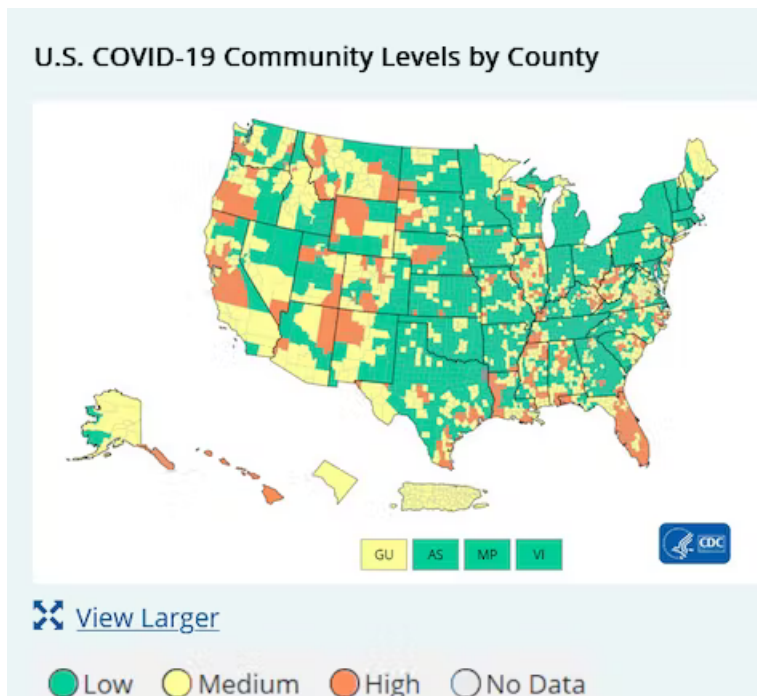 U.S. COVID-19 Community Levels by County
GU AS MP VI
CDC
View Larger
Low Medium High No Data